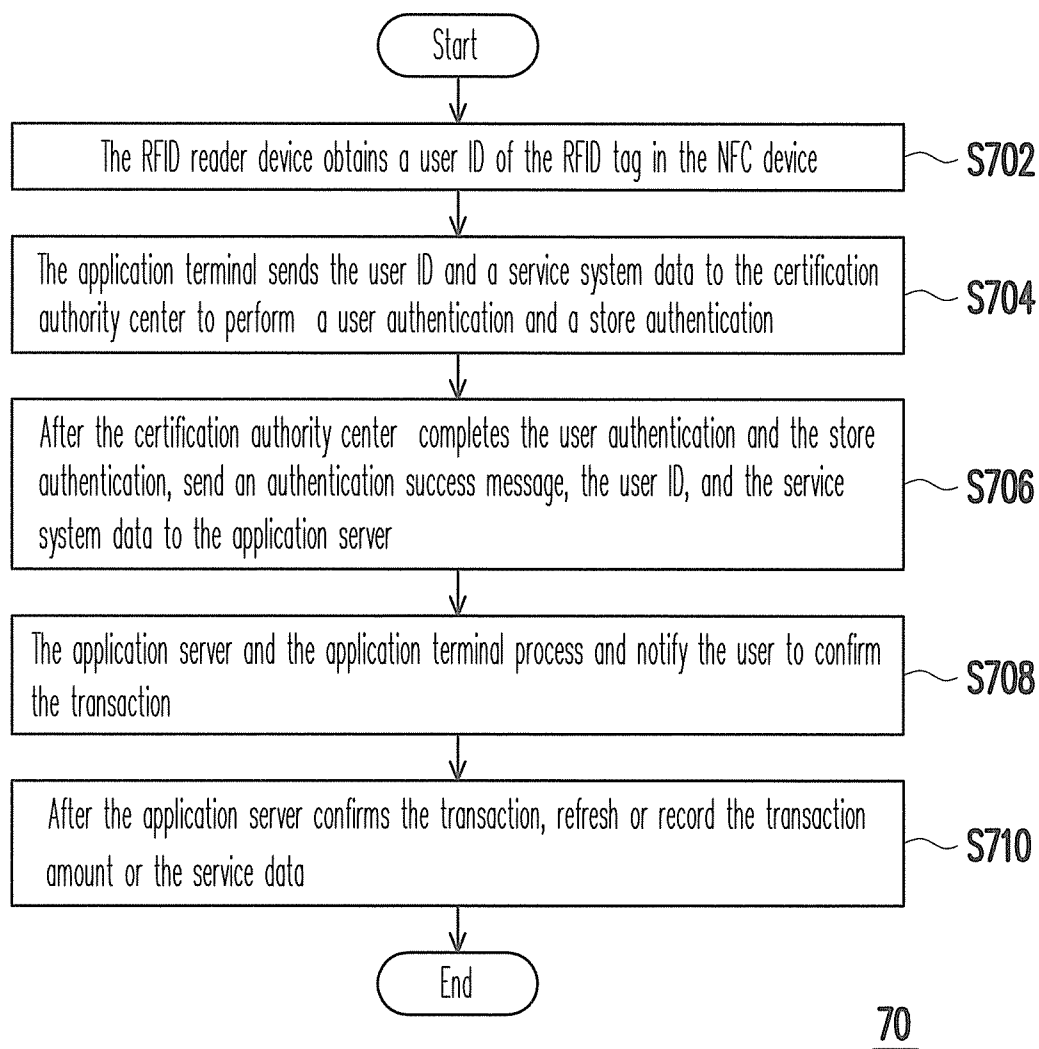 Start
The RFID reader device obtains a user ID of the RFID tag in the NFC device
S702
The application terminal sends the user ID and a service system data to the certification
authority center to perform a user authentication and a store authentication
S704
After the certification authority center completes the user authentication and the store
authentication, send an authentication success message, the user ID, and the service
system data to the application server
S706
The application server and the application terminal process and notify the user to confirm
the transaction
S708
After the application server confirms the transaction, refresh or record the transaction
amount or the service data
S710
End
70